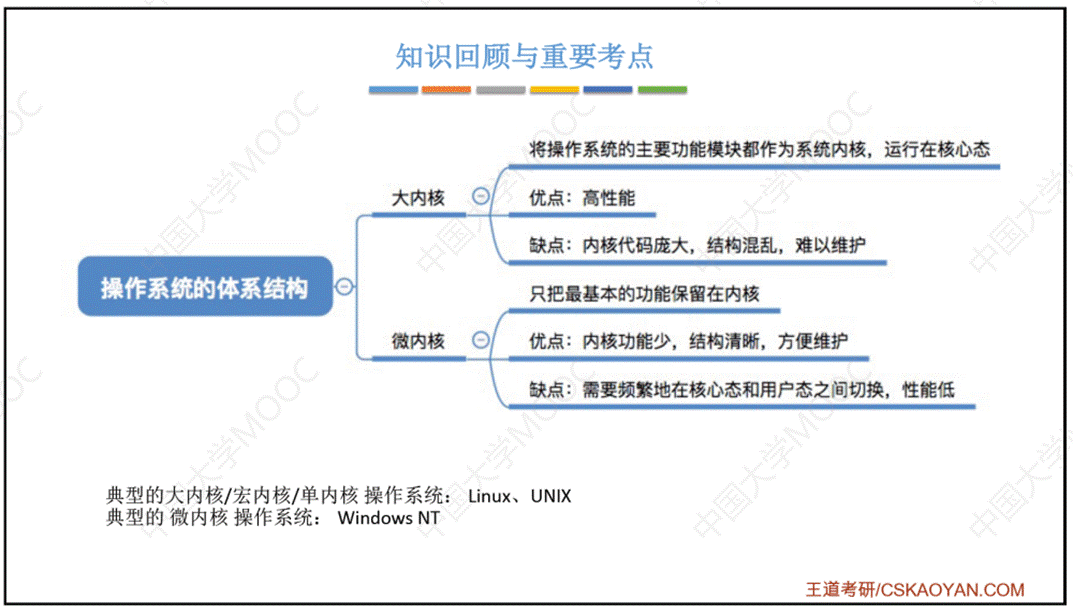 知识回顾与重要考点
将操作系统的主要功能模块都作为系统内核，运行在核心态
大内核
优点：高性能
缺点：内核代码庞大，结构混乱，难以维护
操作系统的体系结构
只把最基本的功能保留在内核
微内核
优点：内核功能少，结构清晰，方便维护
缺点：需要频繁地在核心态和用户态之间切换，性能低
典型的大内核/宏内核/单内核 操作系统： Linux、UNIX
典型的 微内核 操作系统： Windows NT
王道考研/CSKAOYAN.COM
中国大学MOOC